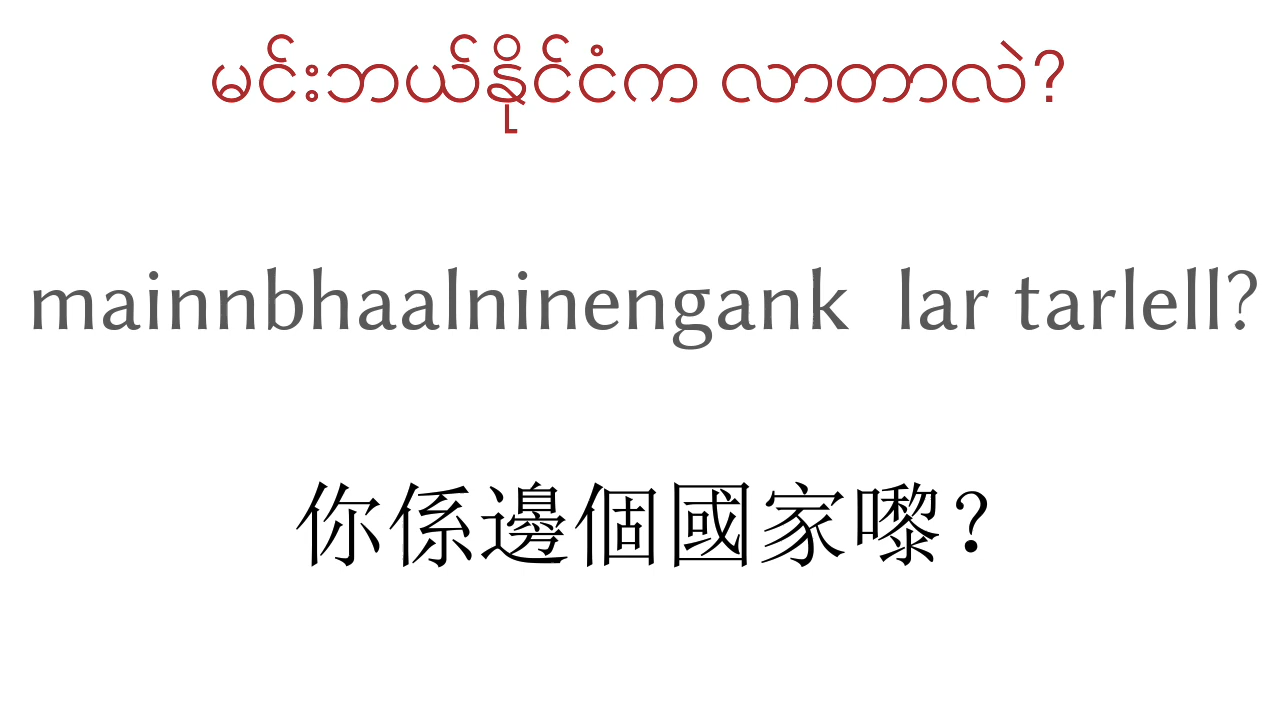 မင်းဘယ်နိုင်ငံက လာတာလဲ?
mainnbhaalninengank lar tarlell?
你係邊個國家嚟?